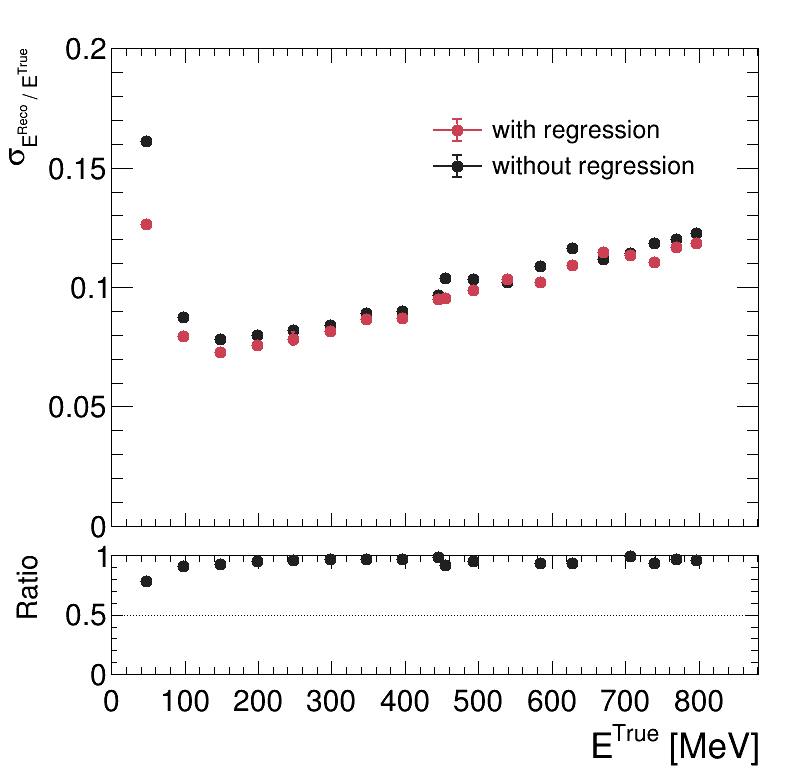 0.2
σ E^Reco / E^True
with regression
0.15
without regression
0.1
0.05
0
1
Ratio
0.5
0
0 100 200 300 400 500 600 700 800
E^True [MeV]